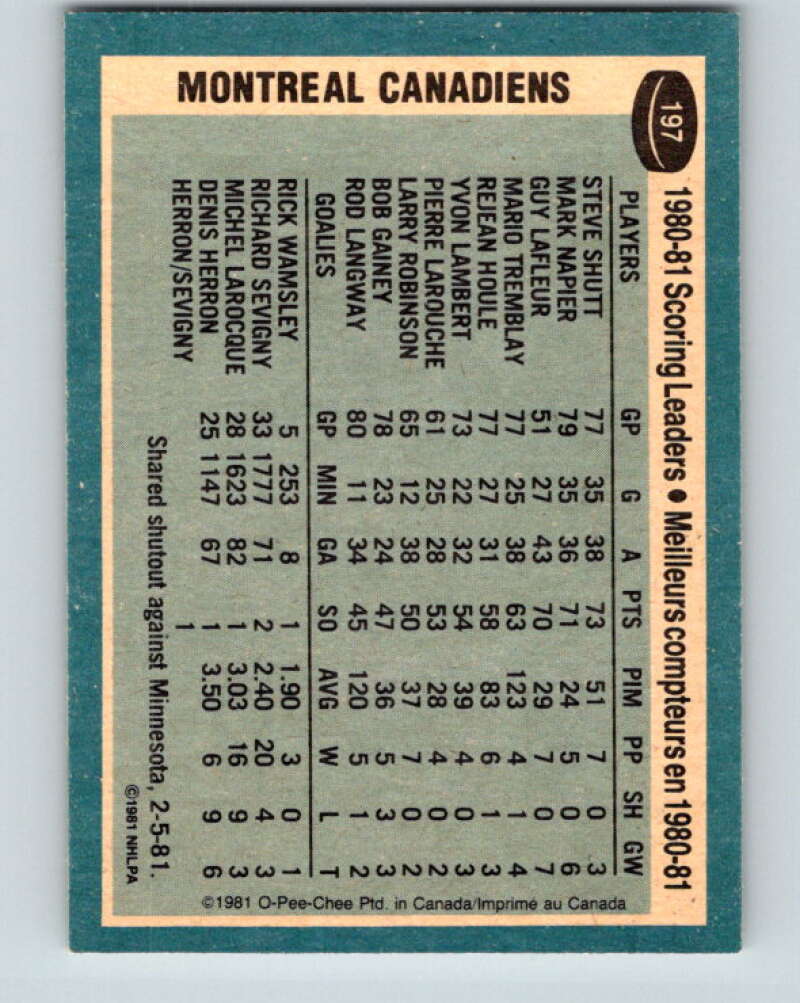 MONTREAL CANADIENS
197
1980-81 Scoring Leaders • Meilleurs compteurs en 1980-81
PLAYERS GP G A PTS PIM PP SH GW
STEVE SHUTT 77 35 38 73 51 7 0 3
MARK NAPIER 79 35 36 71 24 5 0 6
GUY LAFLEUR 51 27 43 70 29 7 0 7
MARIO TREMBLAY 77 25 38 63 123 4 1 4
REJEAN HOULE 77 27 31 58 83 6 1 3
YVON LAMBERT 73 22 32 54 39 4 0 3
PIERRE LAROUCHE 61 25 28 53 28 4 0 2
LARRY ROBINSON 65 12 38 50 37 7 0 2
BOB GAINEY 78 23 24 47 36 5 3 3
ROD LANGWAY 80 11 34 45 120 5 1 2
GOALIES GP MIN GA SO AVG W L T
RICK WAMSLEY 5 253 8 1 1.90 3 0 1
RICHARD SEVIGNY 33 1777 71 2 2.40 20 4 3
MICHEL LAROCQUE 28 1623 82 1 3.03 16 9 3
DENIS HERRON 25 1147 67 1 3.50 6 9 6
HERRON/SEVIGNY 1
Shared shutout against Minnesota, 2-5-81.
©1981 NHLPA
©1981 O-Pee-Chee Ptd. in Canada/Imprimé au Canada